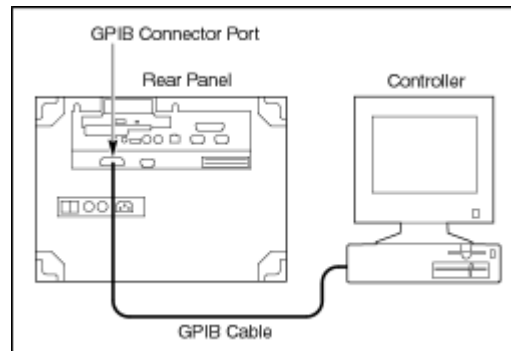 GPIB Connector Port
Rear Panel
Controller
GPIB Cable